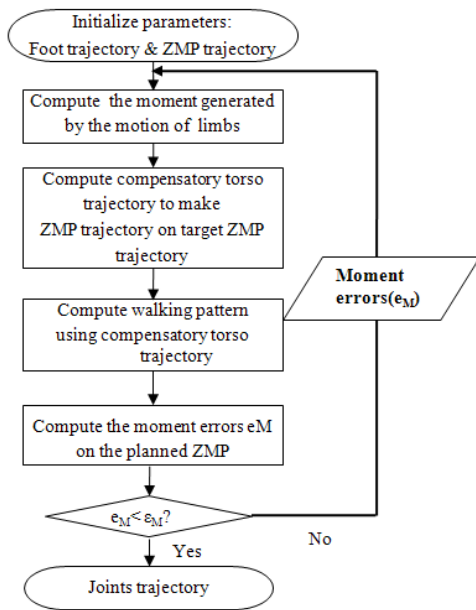 Initialize parameters:
Foot trajectory & ZMP trajectory
Compute the moment generated
by the motion of limbs
Compute compensatory torso
trajectory to make
ZMP trajectory on target ZMP
trajectory
Moment
errors(eM)
Compute walking pattern
using compensatory torso
trajectory
Compute the moment errors eM
on the planned ZMP
eM< εM?
No
Yes
Joints trajectory